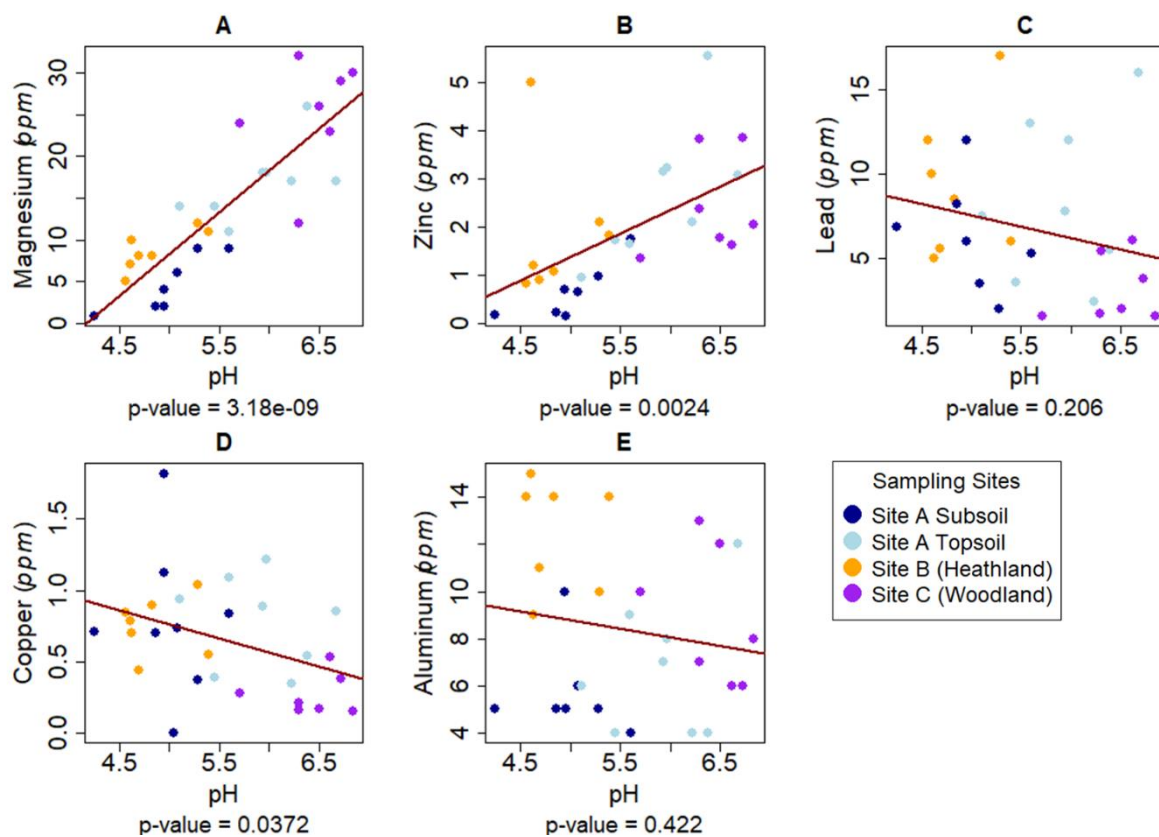 A
Magnesium (ppm)
30
20
10
5
0
4.5 5.5 6.5
pH
p-value = 3.18e-09
B
Zinc (ppm)
5
4
3
2
1
0
4.5 5.5 6.5
pH
p-value = 0.0024
C
Lead (ppm)
15
10
5
4.5 5.5 6.5
pH
p-value = 0.206
D
Copper (ppm)
1.5
1.0
0.5
0.0
4.5 5.5 6.5
pH
p-value = 0.0372
E
Aluminum (ppm)
14
10
8
6
4
4.5 5.5 6.5
pH
p-value = 0.422
Sampling Sites
Site A Subsoil
Site A Topsoil
Site B (Heathland)
Site C (Woodland)